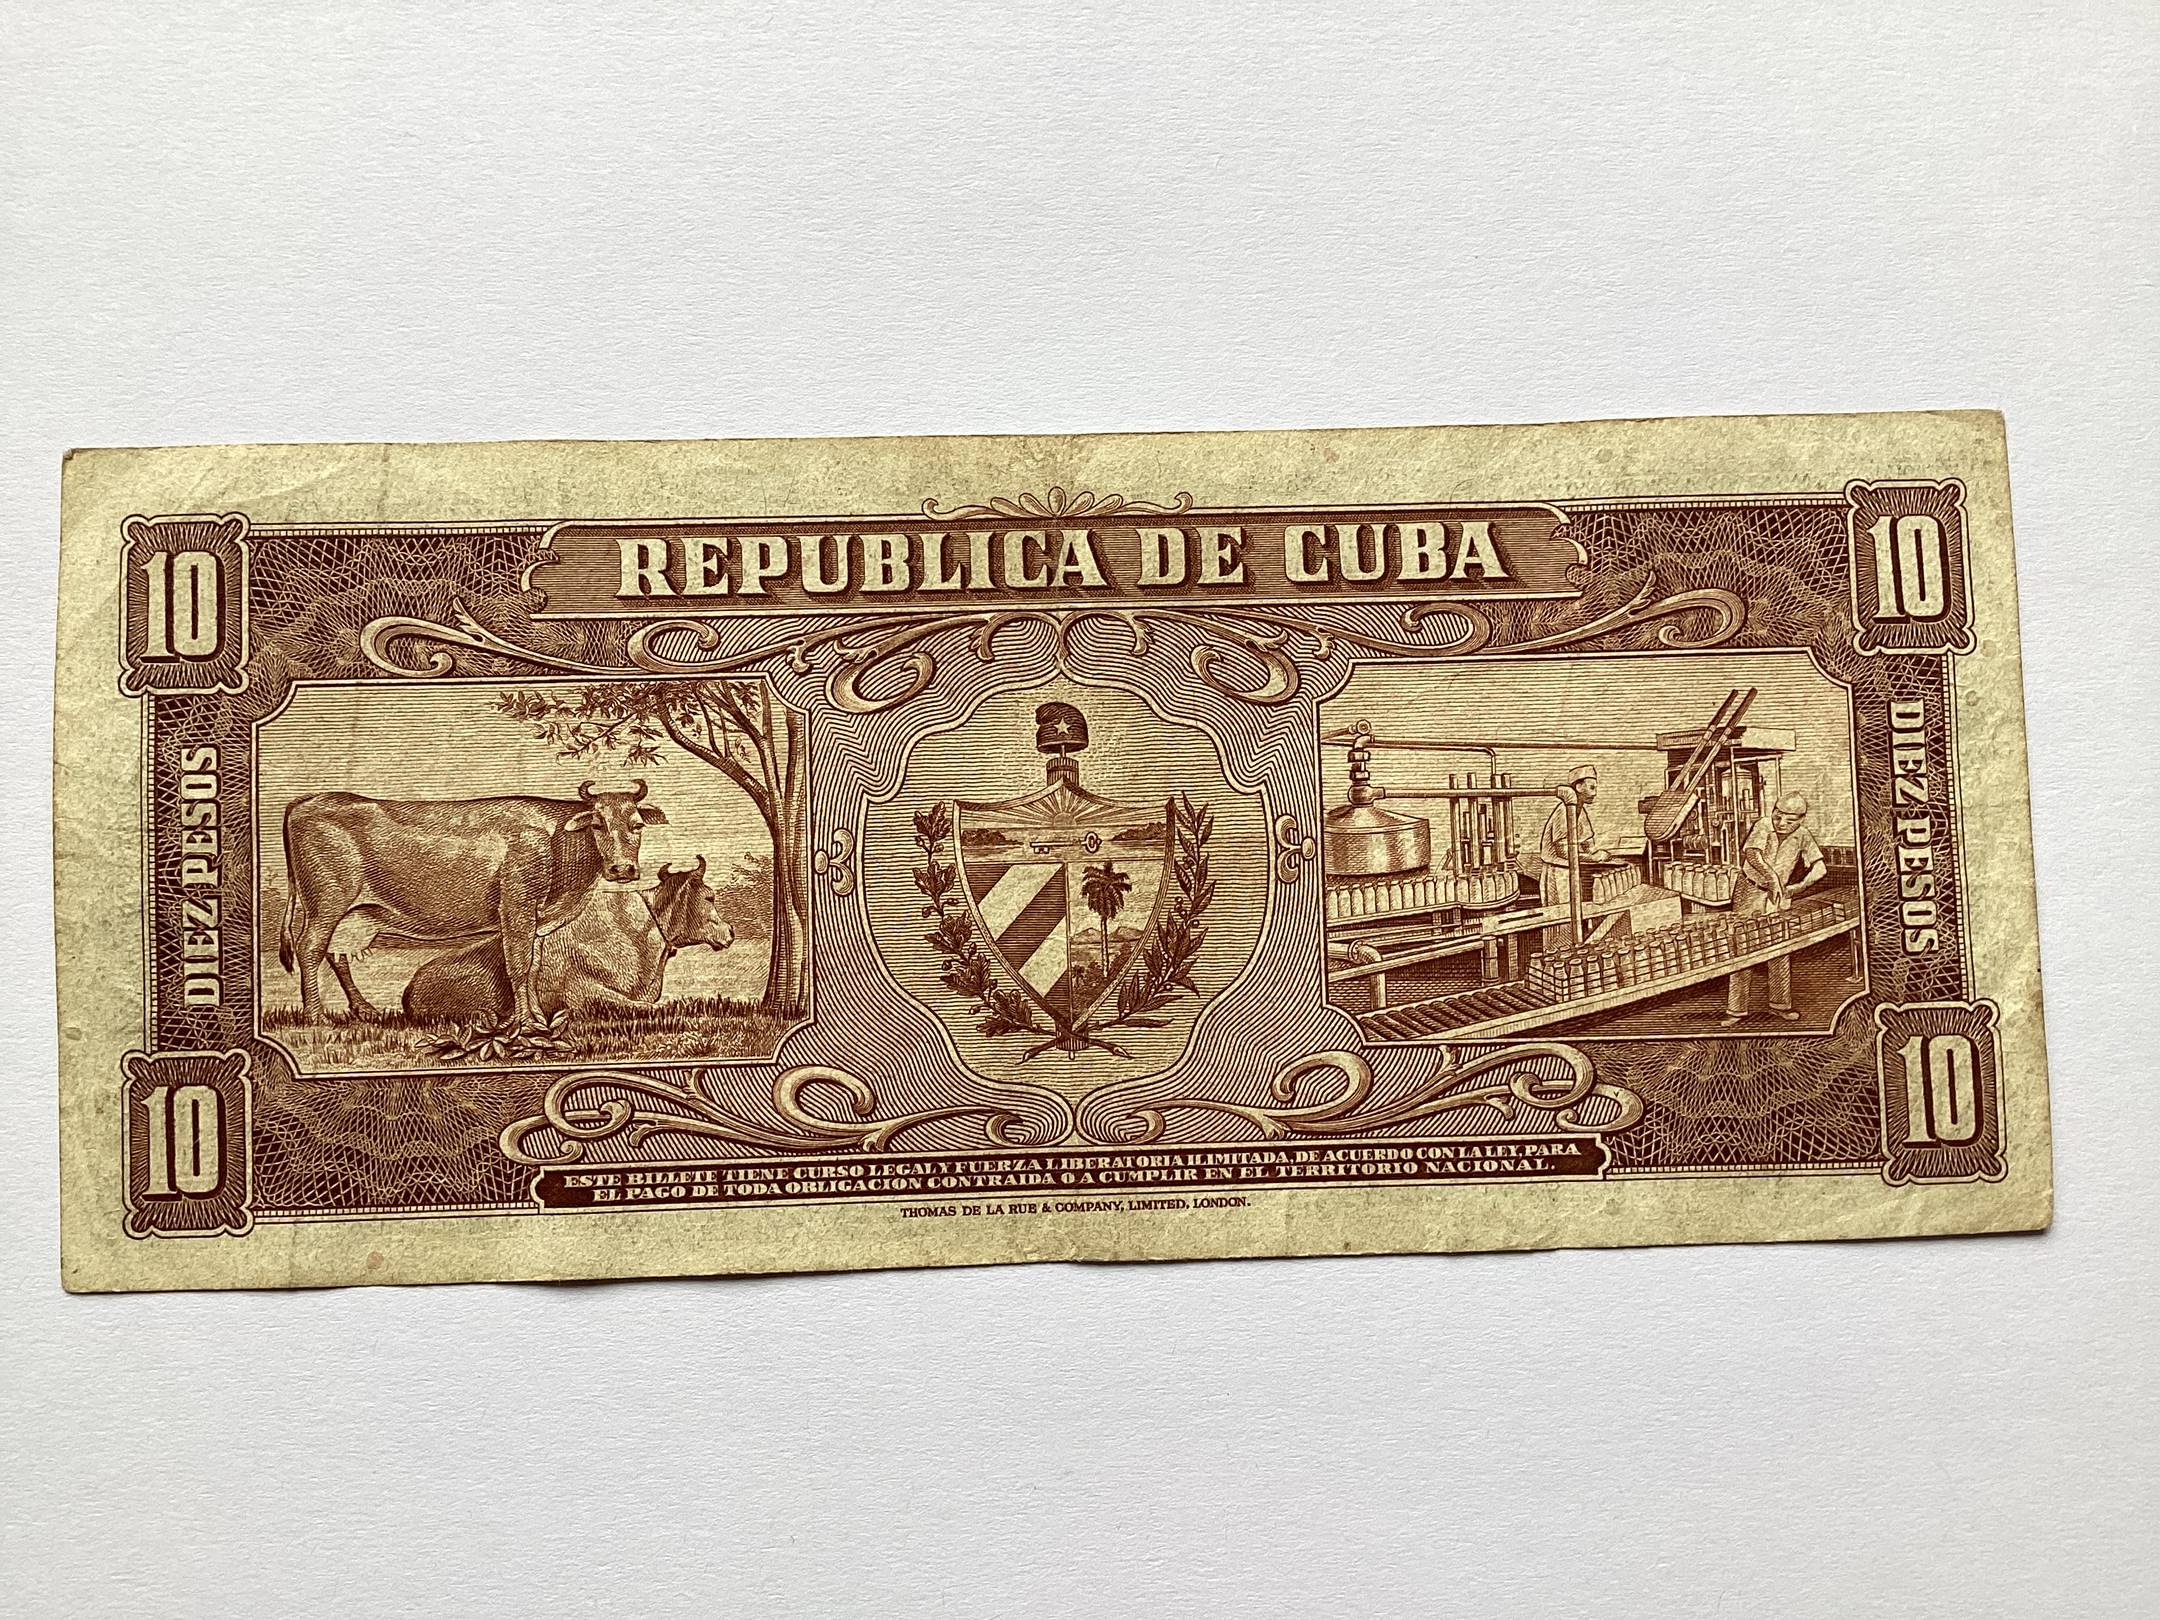 10
REPUBLICA DE CUBA
10
DIEZ PESOS
DIEZ PESOS
10
10
ESTE BILLETE TIENE CURSO LEGAL Y FUERZA LIBERATORIA ILIMITADA, DE ACUERDO CON LA LEY, PARA
EL PAGO DE TODA OBLIGACION CONTRAIDA O A CUMPLIR EN EL TERRITORIO NACIONAL.
THOMAS DE LA RUE & COMPANY, LIMITED, LONDON.